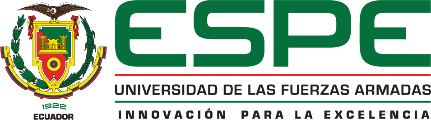 ESPE
UNIVERSIDAD DE LAS FUERZAS ARMADAS
INNOVACIÓN PARA LA EXCELENCIA
1922
ECUADOR